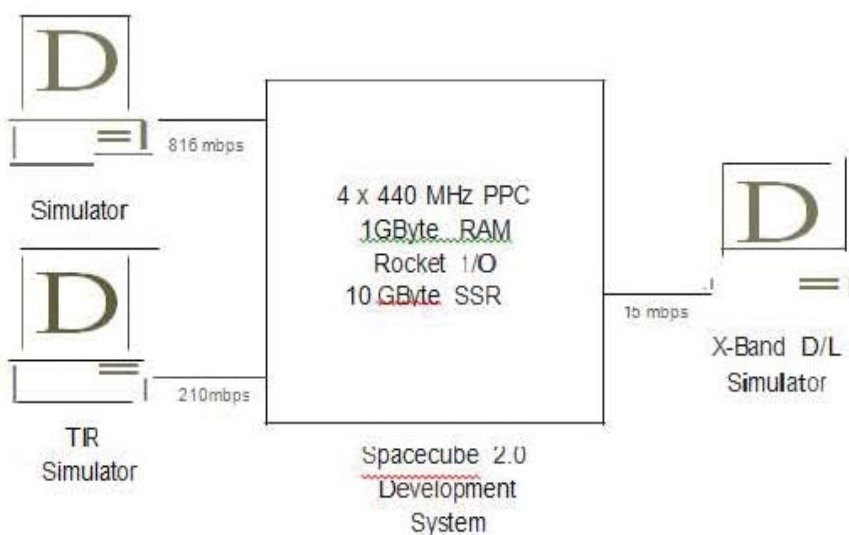 D
816 mbps
Simulator
D
210mbps
TIR
Simulator
4 x 440 MHz PPC
1GByte RAM
Rocket I/O
10 GByte SSR
Spacecube 2.0
Development
System
15 mbps
D
X-Band D/L
Simulator